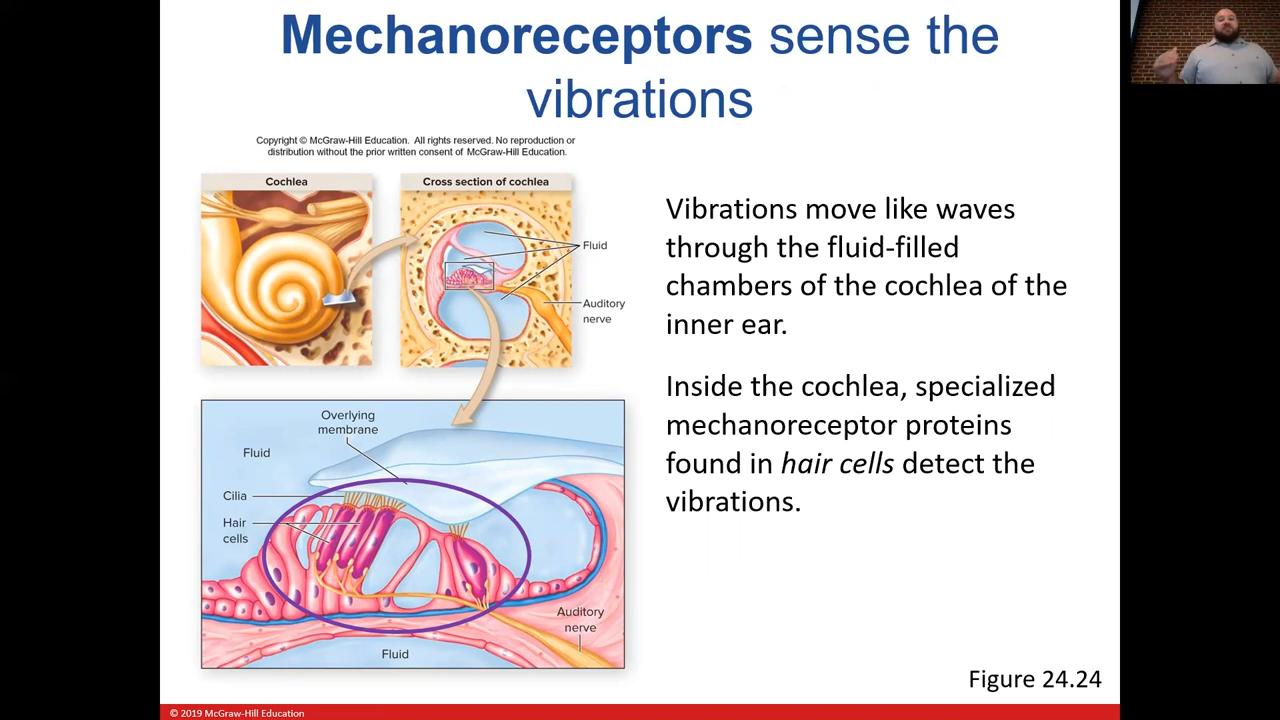 Mechanoreceptors sense the
vibrations
Copyright © McGraw-Hill Education. All rights reserved. No reproduction or
distribution without the prior written consent of McGraw-Hill Education.
Cochlea
Cross section of cochlea
Fluid
Auditory
nerve
Overlying
membrane
Fluid
Cilia
Hair
cells
Auditory
nerve
Fluid
Vibrations move like waves
through the fluid-filled
chambers of the cochlea of the
inner ear.
Inside the cochlea, specialized
mechanoreceptor proteins
found in hair cells detect the
vibrations.
Figure 24.24
© 2019 McGraw-Hill Education